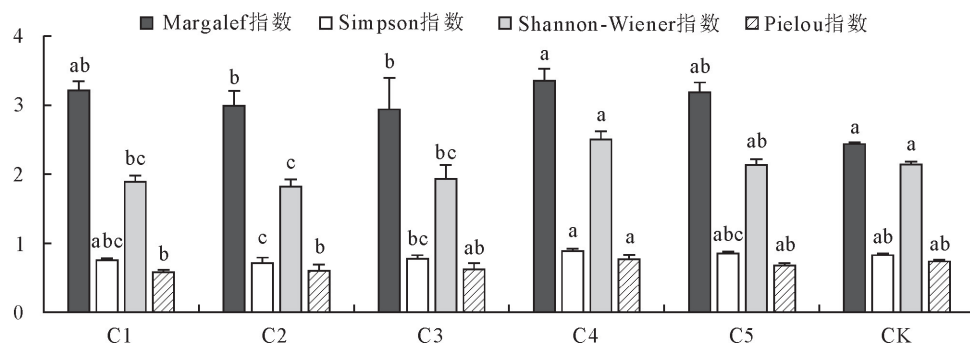 Margalef指数 Simpson指数 Shannon-Wiener指数 Pielou指数
4
3
2
1
0
ab abc bc b
b c c b
b bc bc ab
a a a a
ab abc ab ab
a ab a ab
C1 C2 C3 C4 C5 CK